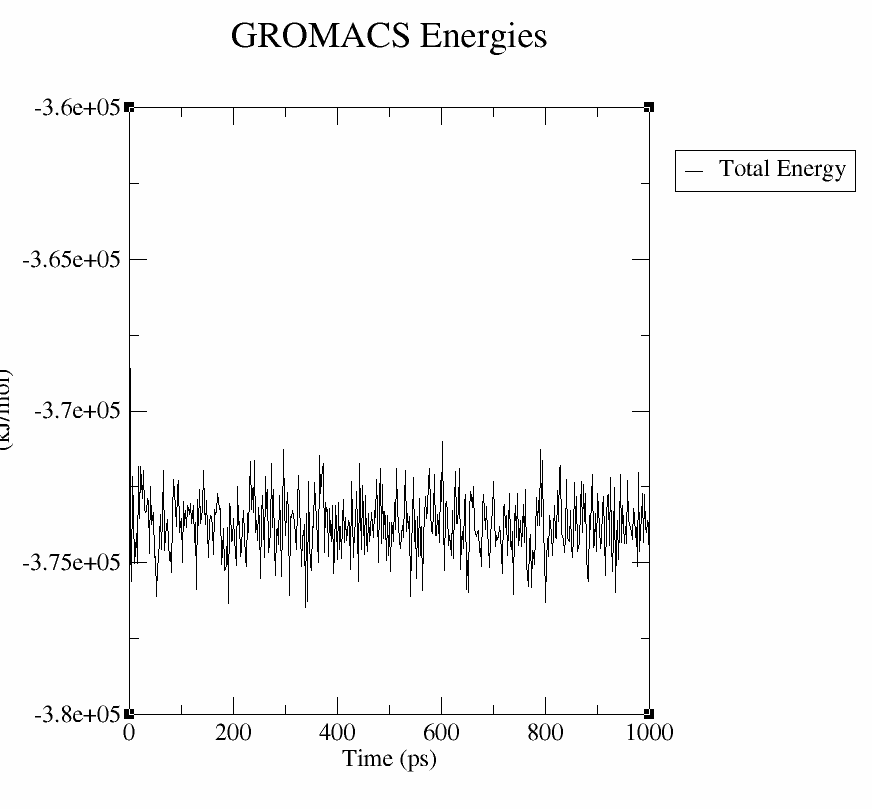 GROMACS Energies
-3.6e+05
-3.65e+05
-3.7e+05
-3.75e+05
-3.8e+05
(kJ/mol)
0 200 400 600 800 1000
Time (ps)
Total Energy